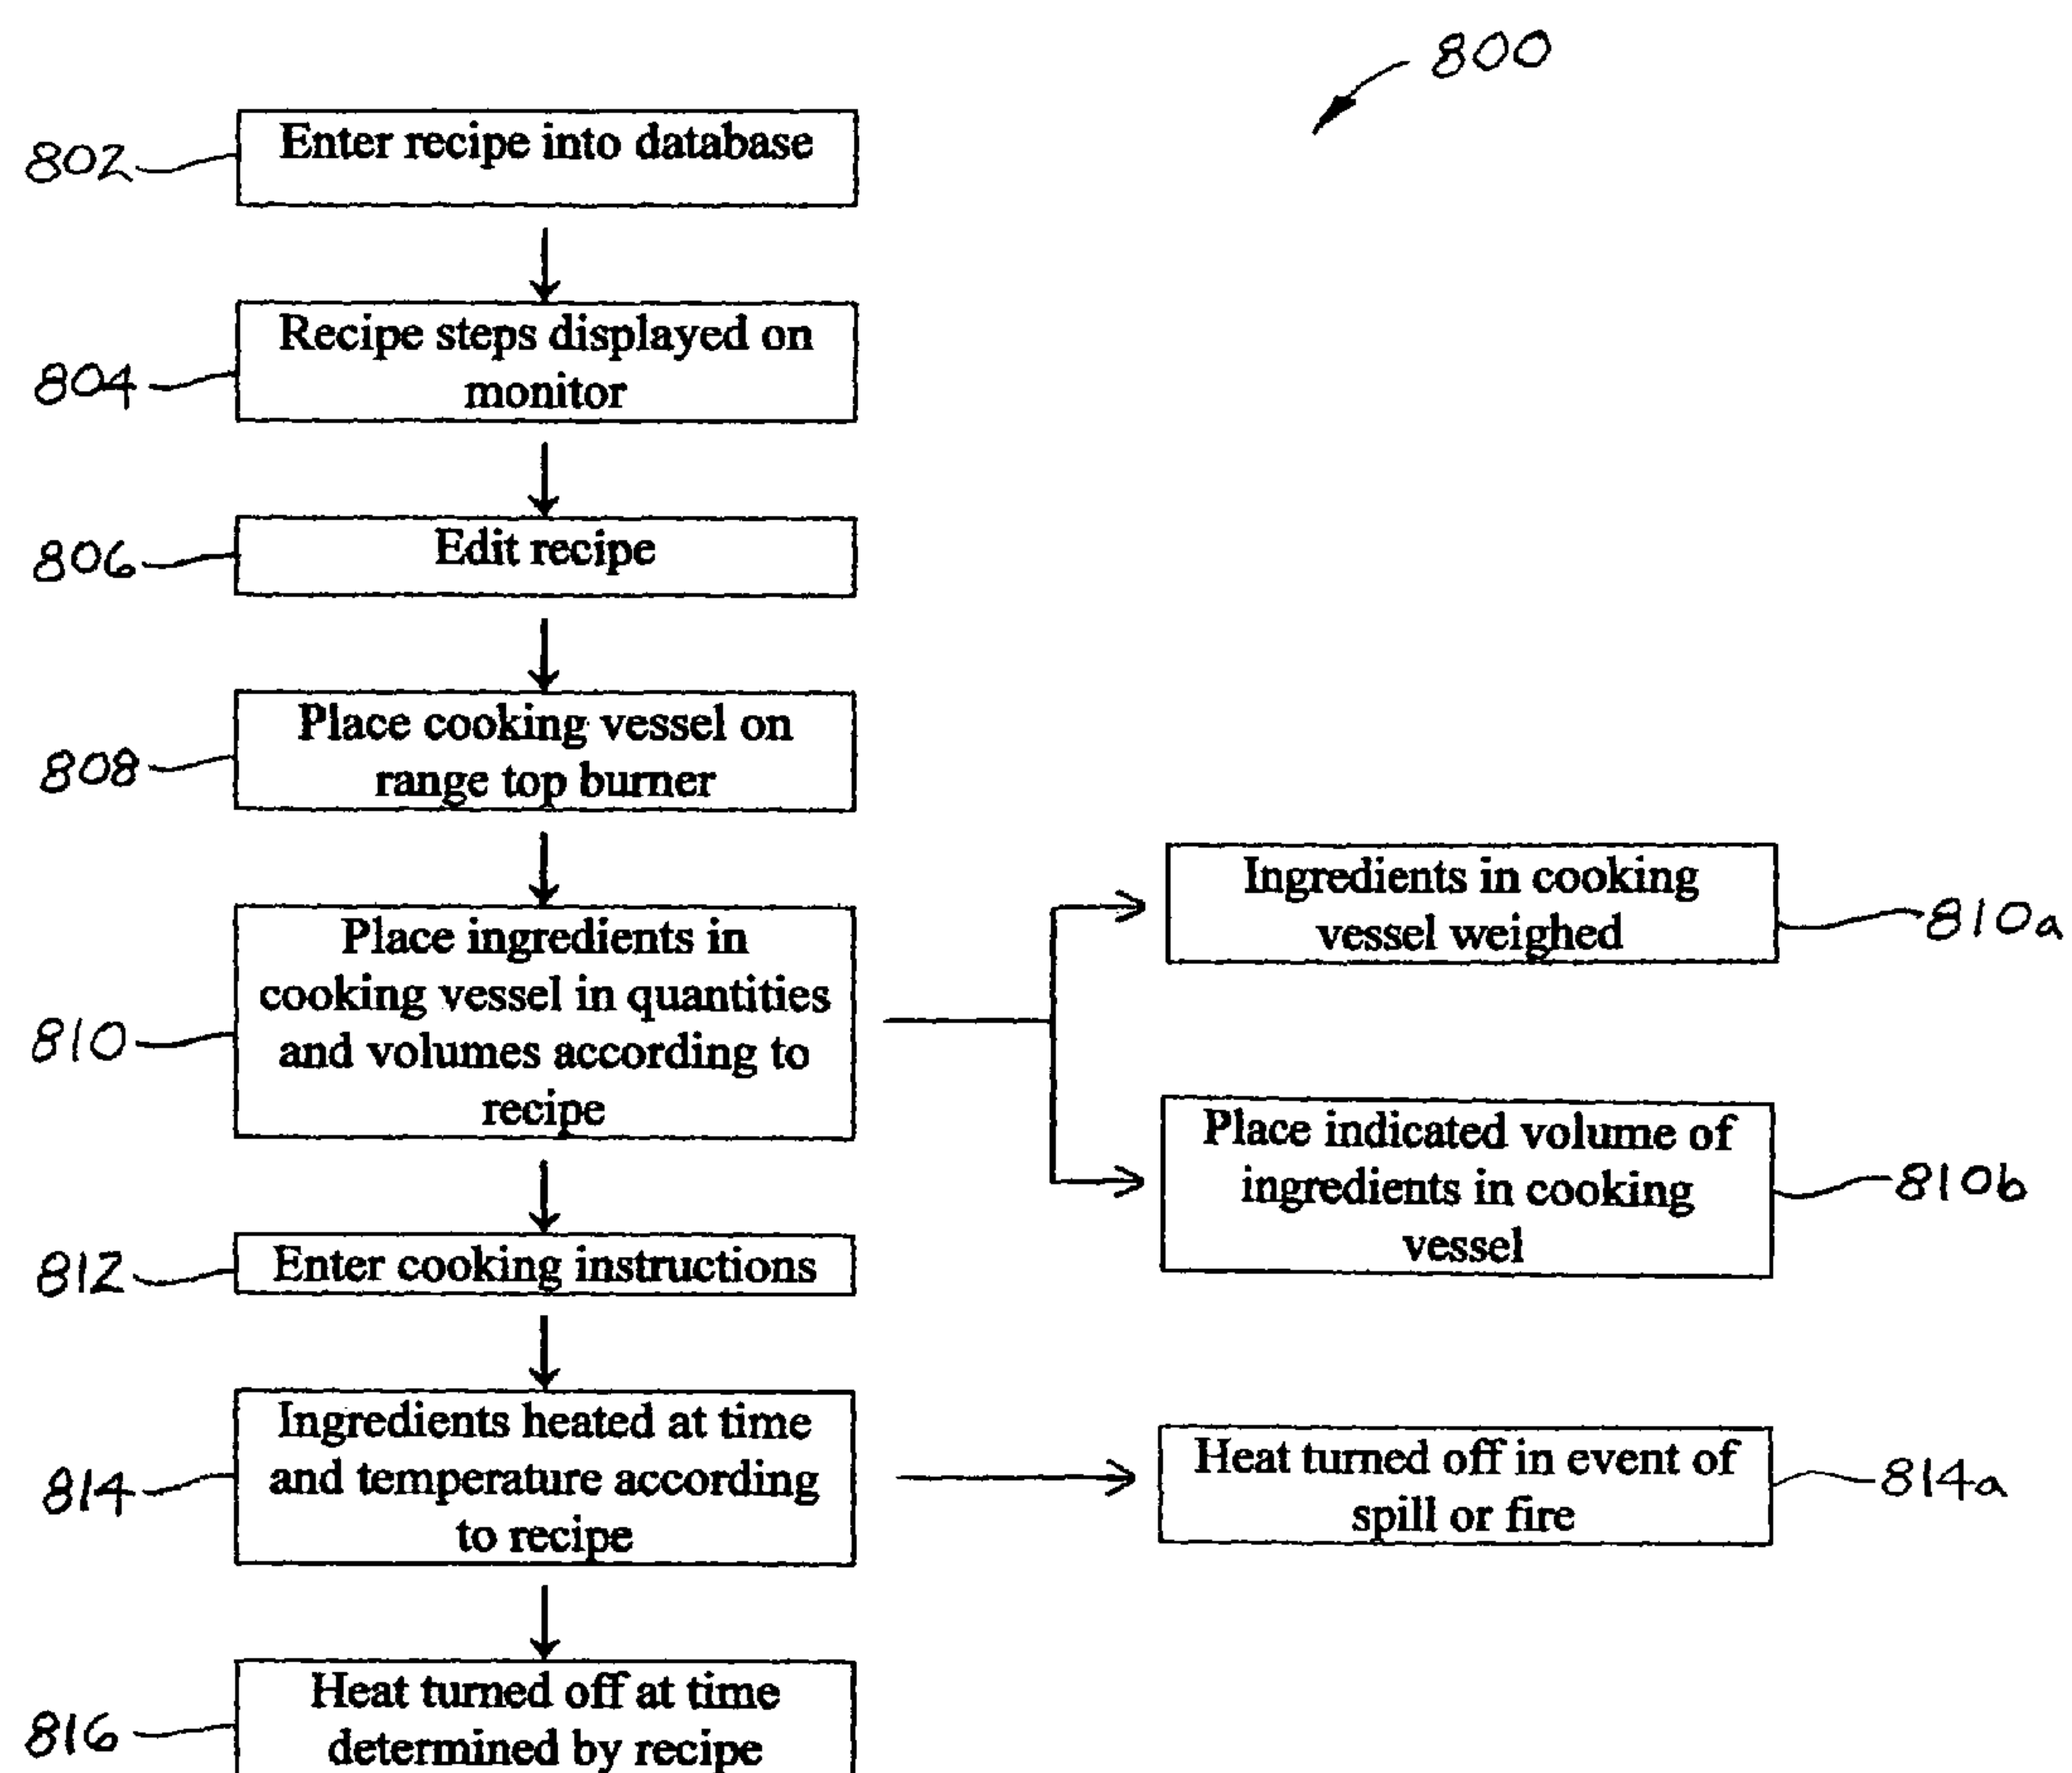 800
802
Enter recipe into database
804
Recipe steps displayed on
monitor
806
Edit recipe
808
Place cooking vessel on
range top burner
810
Place ingredients in
cooking vessel in quantities
and volumes according to
recipe
Ingredients in cooking
vessel weighed
810a
Place indicated volume of
ingredients in cooking
vessel
810b
812
Enter cooking instructions
814
Ingredients heated at time
and temperature according
to recipe
Heat turned off in event of
spill or fire
814a
816
Heat turned off at time
determined by recipe